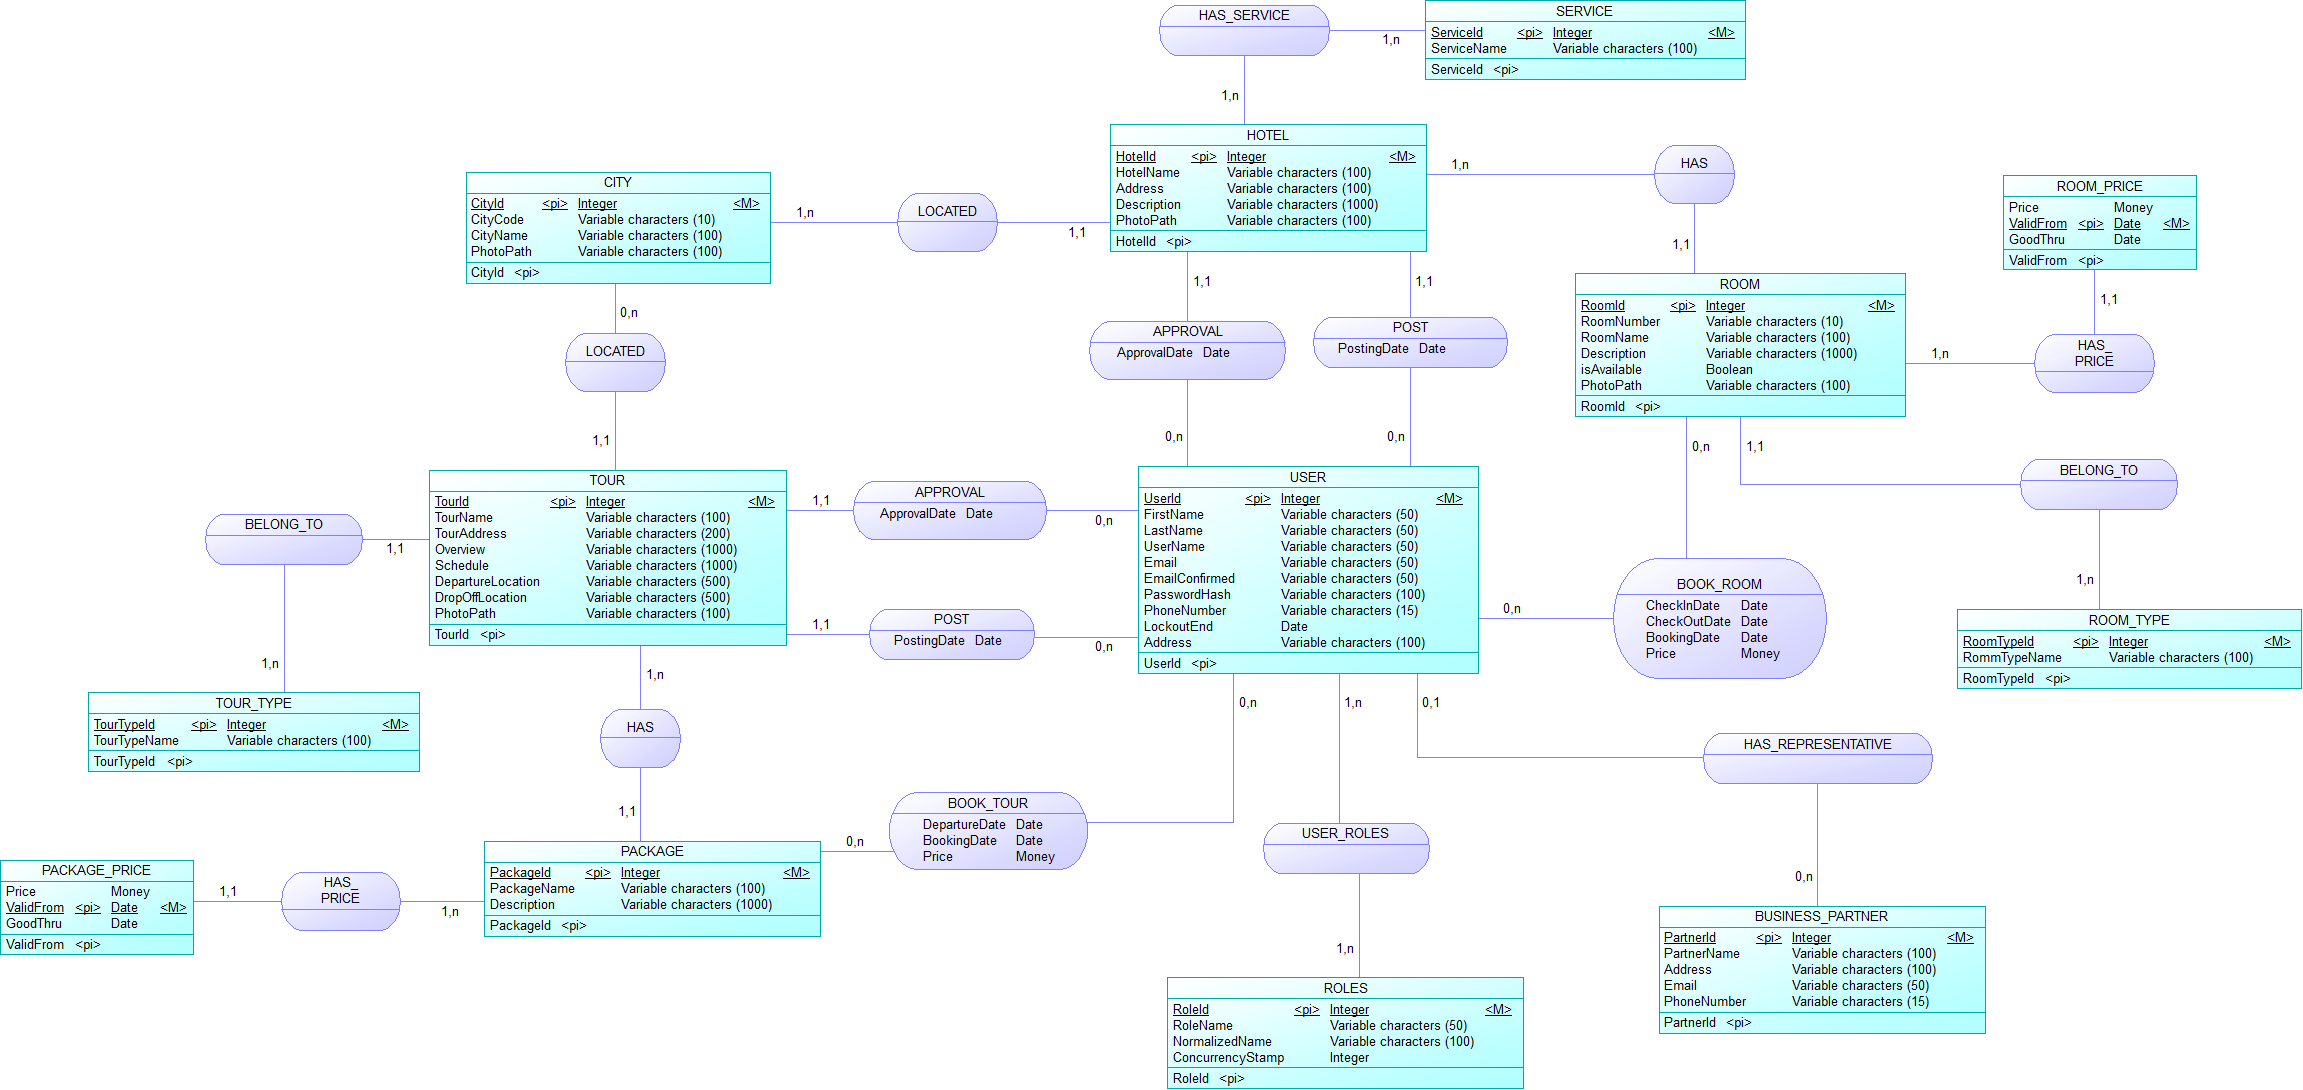 HAS_SERVICE
1,n
1,n
SERVICE
ServiceId <pi> Integer <M>
ServiceName Variable characters (100)
ServiceId <pi>
HOTEL
HotelId <pi> Integer <M>
HotelName Variable characters (100)
Address Variable characters (100)
Description Variable characters (1000)
PhotoPath Variable characters (100)
HotelId <pi>
1,n
HAS
1,1
CITY
CityId <pi> Integer <M>
CityCode Variable characters (10)
CityName Variable characters (100)
PhotoPath Variable characters (100)
CityId <pi>
1,n
LOCATED
1,1
ROOM_PRICE
Price Money
ValidFrom <pi> Date <M>
GoodThru Date
ValidFrom <pi>
1,1
HAS_
PRICE
1,n
ROOM
RoomId <pi> Integer <M>
RoomNumber Variable characters (10)
RoomName Variable characters (100)
Description Variable characters (1000)
isAvailable Boolean
PhotoPath Variable characters (100)
RoomId <pi>
0,n
LOCATED
1,1
1,1
APPROVAL
ApprovalDate Date
0,n
1,1
POST
PostingDate Date
0,n
0,n
1,1
BELONG_TO
1,n
ROOM_TYPE
RoomTypeId <pi> Integer <M>
RommTypeName Variable characters (100)
RoomTypeId <pi>
TOUR
TourId <pi> Integer <M>
TourName Variable characters (100)
TourAddress Variable characters (200)
Overview Variable characters (1000)
Schedule Variable characters (1000)
DepartureLocation Variable characters (500)
DropOffLocation Variable characters (500)
PhotoPath Variable characters (100)
TourId <pi>
1,1
APPROVAL
ApprovalDate Date
0,n
1,1
POST
PostingDate Date
0,n
USER
UserId <pi> Integer <M>
FirstName Variable characters (50)
LastName Variable characters (50)
UserName Variable characters (50)
Email Variable characters (50)
EmailConfirmed Variable characters (50)
PasswordHash Variable characters (100)
PhoneNumber Variable characters (15)
LockoutEnd Date
Address Variable characters (100)
UserId <pi>
0,n
BOOK_ROOM
CheckInDate Date
CheckOutDate Date
BookingDate Date
Price Money
BELONG_TO
1,1
1,n
TOUR_TYPE
TourTypeId <pi> Integer <M>
TourTypeName Variable characters (100)
TourTypeId <pi>
1,n
HAS
1,1
0,n
1,n
0,1
HAS_REPRESENTATIVE
0,n
BOOK_TOUR
DepartureDate Date
BookingDate Date
Price Money
0,n
USER_ROLES
1,n
PACKAGE
PackageId <pi> Integer <M>
PackageName Variable characters (100)
Description Variable characters (1000)
PackageId <pi>
PACKAGE_PRICE
Price Money
ValidFrom <pi> Date <M>
GoodThru Date
ValidFrom <pi>
1,1
HAS_
PRICE
1,n
BUSINESS_PARTNER
PartnerId <pi> Integer <M>
PartnerName Variable characters (100)
Address Variable characters (100)
Email Variable characters (50)
PhoneNumber Variable characters (15)
PartnerId <pi>
ROLES
RoleId <pi> Integer <M>
RoleName Variable characters (50)
NormalizedName Variable characters (100)
ConcurrencyStamp Integer
RoleId <pi>